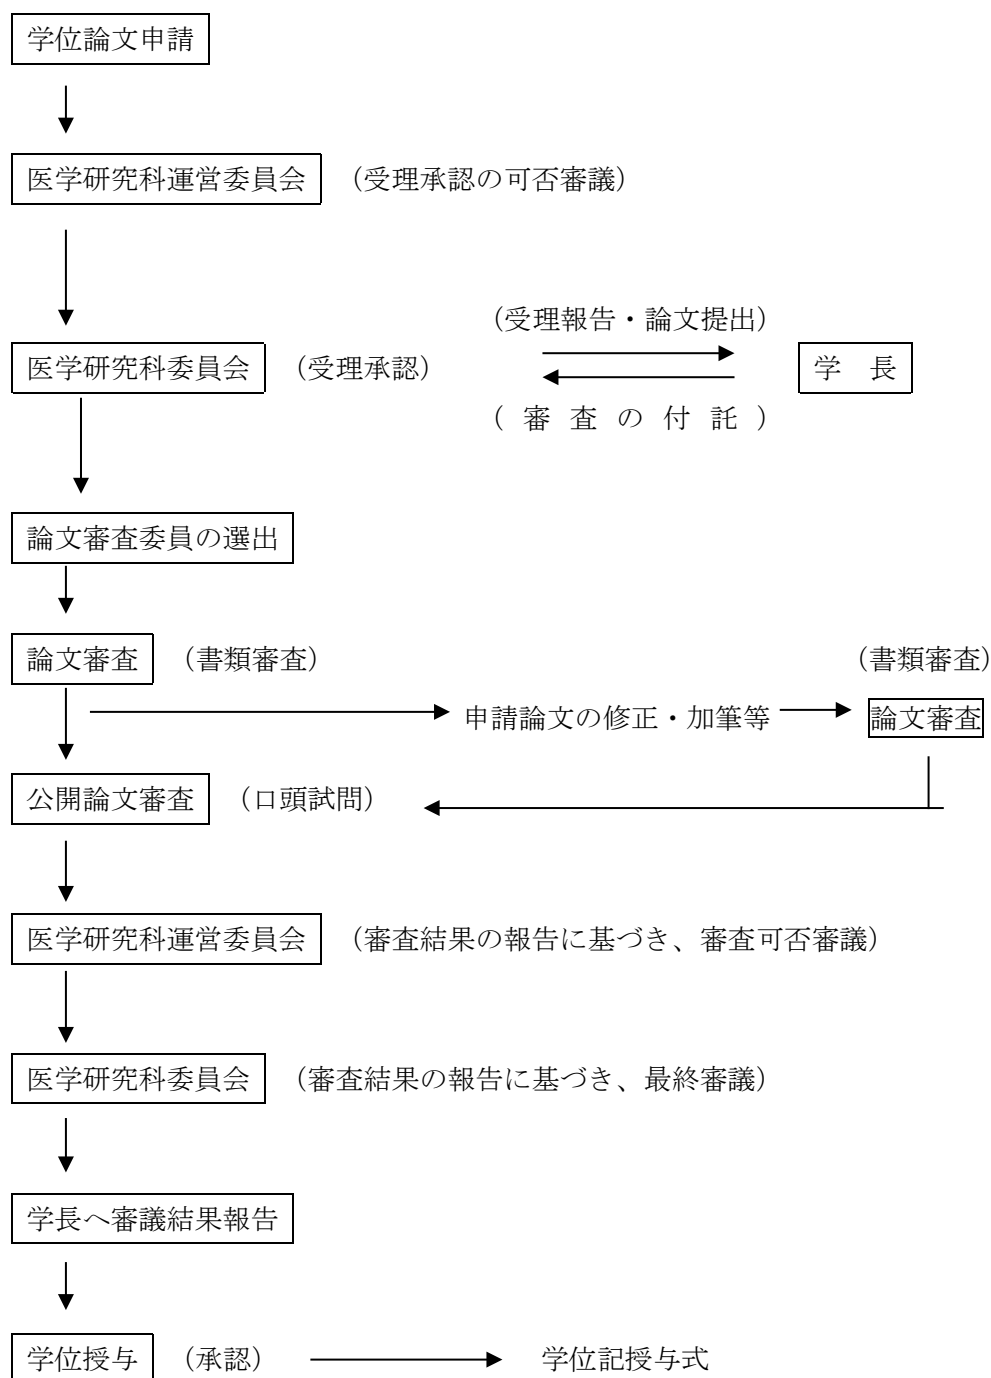 学位論文申請
医学研究科運営委員会 （受理承認の可否審議）
（受理報告・論文提出）
医学研究科委員会 （受理承認） 学　長
（審査の付託）
論文審査委員の選出
論文審査 （書類審査） （書類審査）
申請論文の修正・加筆等 論文審査
公開論文審査 （口頭試問）
医学研究科運営委員会 （審査結果の報告に基づき、審査可否審議）
医学研究科委員会 （審査結果の報告に基づき、最終審議）
学長へ審議結果報告
学位授与 （承認） 学位記授与式